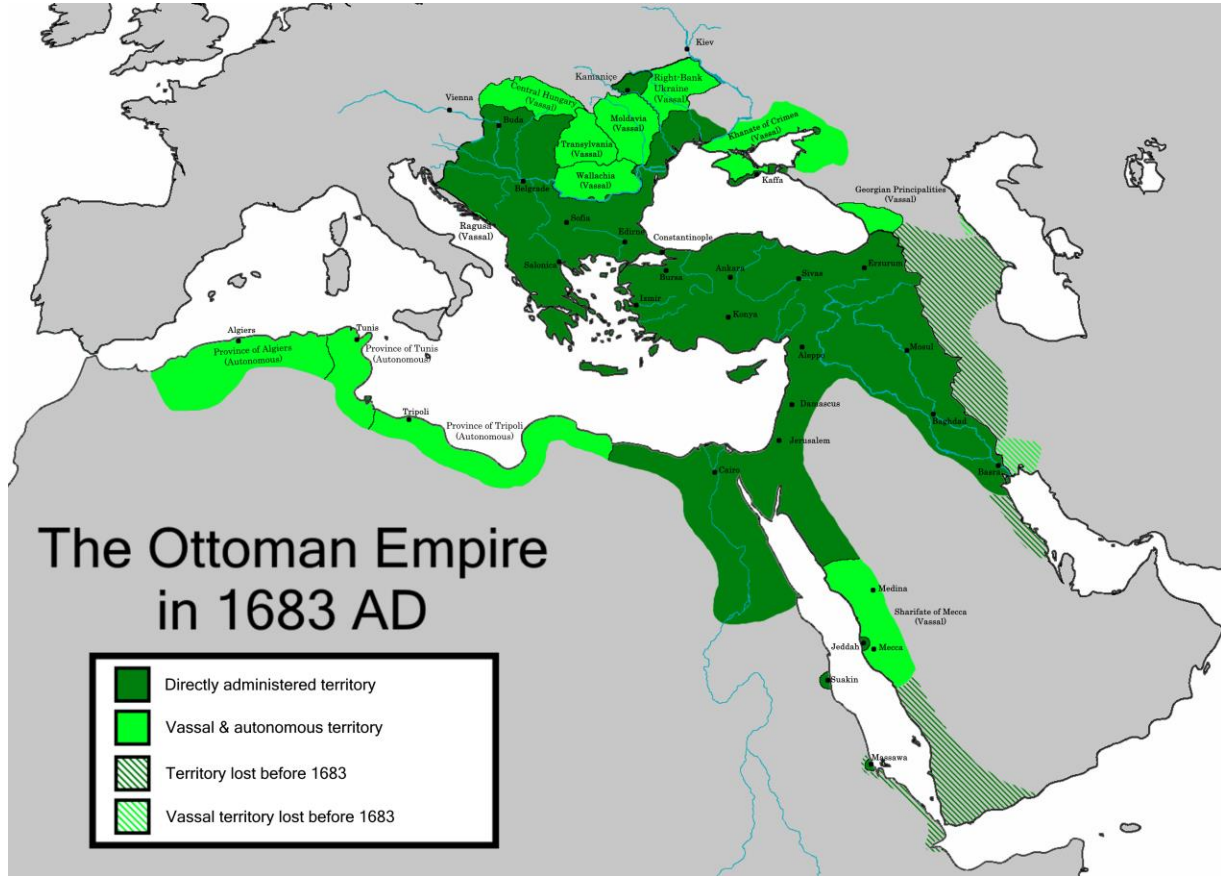 Kiev
Kamaniçe
Right-Bank
Ukraine
(Vassal)
Central Hungary
(Vassal)
Vienna
Buda
Moldavia
(Vassal)
Khanate of Crimea
(Vassal)
Transylvania
(Vassal)
Wallachia
(Vassal)
Kaffa
Belgrade
Georgian Principalities
(Vassal)
Ragusa
(Vassal)
Sofia
Edirne
Constantinople
Selonica
Bursa
Ankara
Sivas
Erzurum
Izmir
Konya
Algiers
Tunis
Province of Algiers
(Autonomous)
Province of Tunis
(Autonomous)
Aleppo
Mosul
Damascus
Tripoli
Province of Tripoli
(Autonomous)
Baghdad
Jerusalem
Cairo
Basra
The Ottoman Empire
in 1683 AD
Medina
Sharifate of Mecca
(Vassal)
Jeddah
Mecca
Suakin
Massawa
Directly administered territory
Vassal & autonomous territory
Territory lost before 1683
Vassal territory lost before 1683